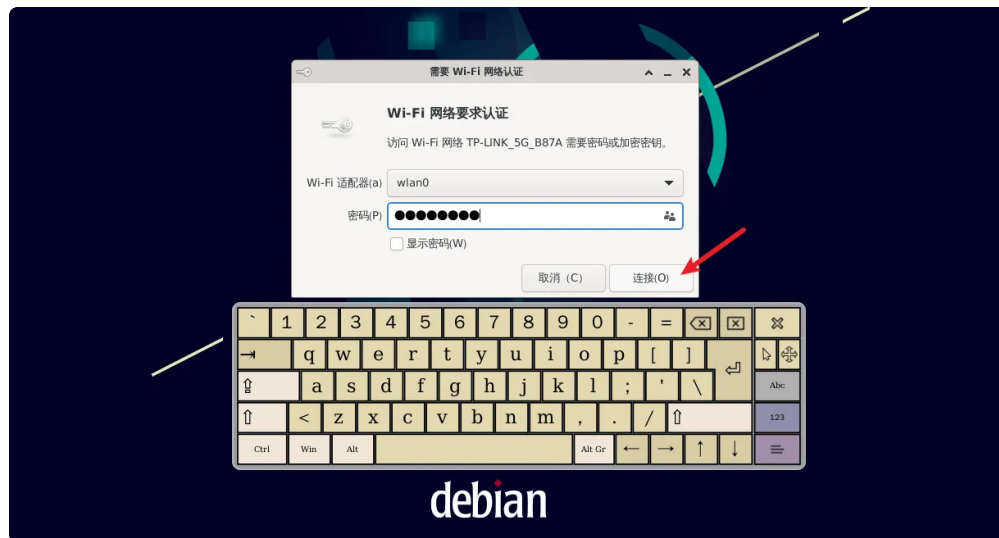 需要 Wi-Fi 网络认证
Wi-Fi 网络要求认证
访问 Wi-Fi 网络 TP-LINK_5G_B87A 需要密码或加密密钥。
Wi-Fi 适配器(a) wlan0
密码(P)
显示密码(W)
取消（C） 连接(O)
` 1 2 3 4 5 6 7 8 9 0 - =
q w e r t y u i o p [ ]
a s d f g h j k l ; ' \ Abc
< z x c v b n m , . / 123
Ctrl Win Alt Alt Gr ← → ↑ ↓
debian